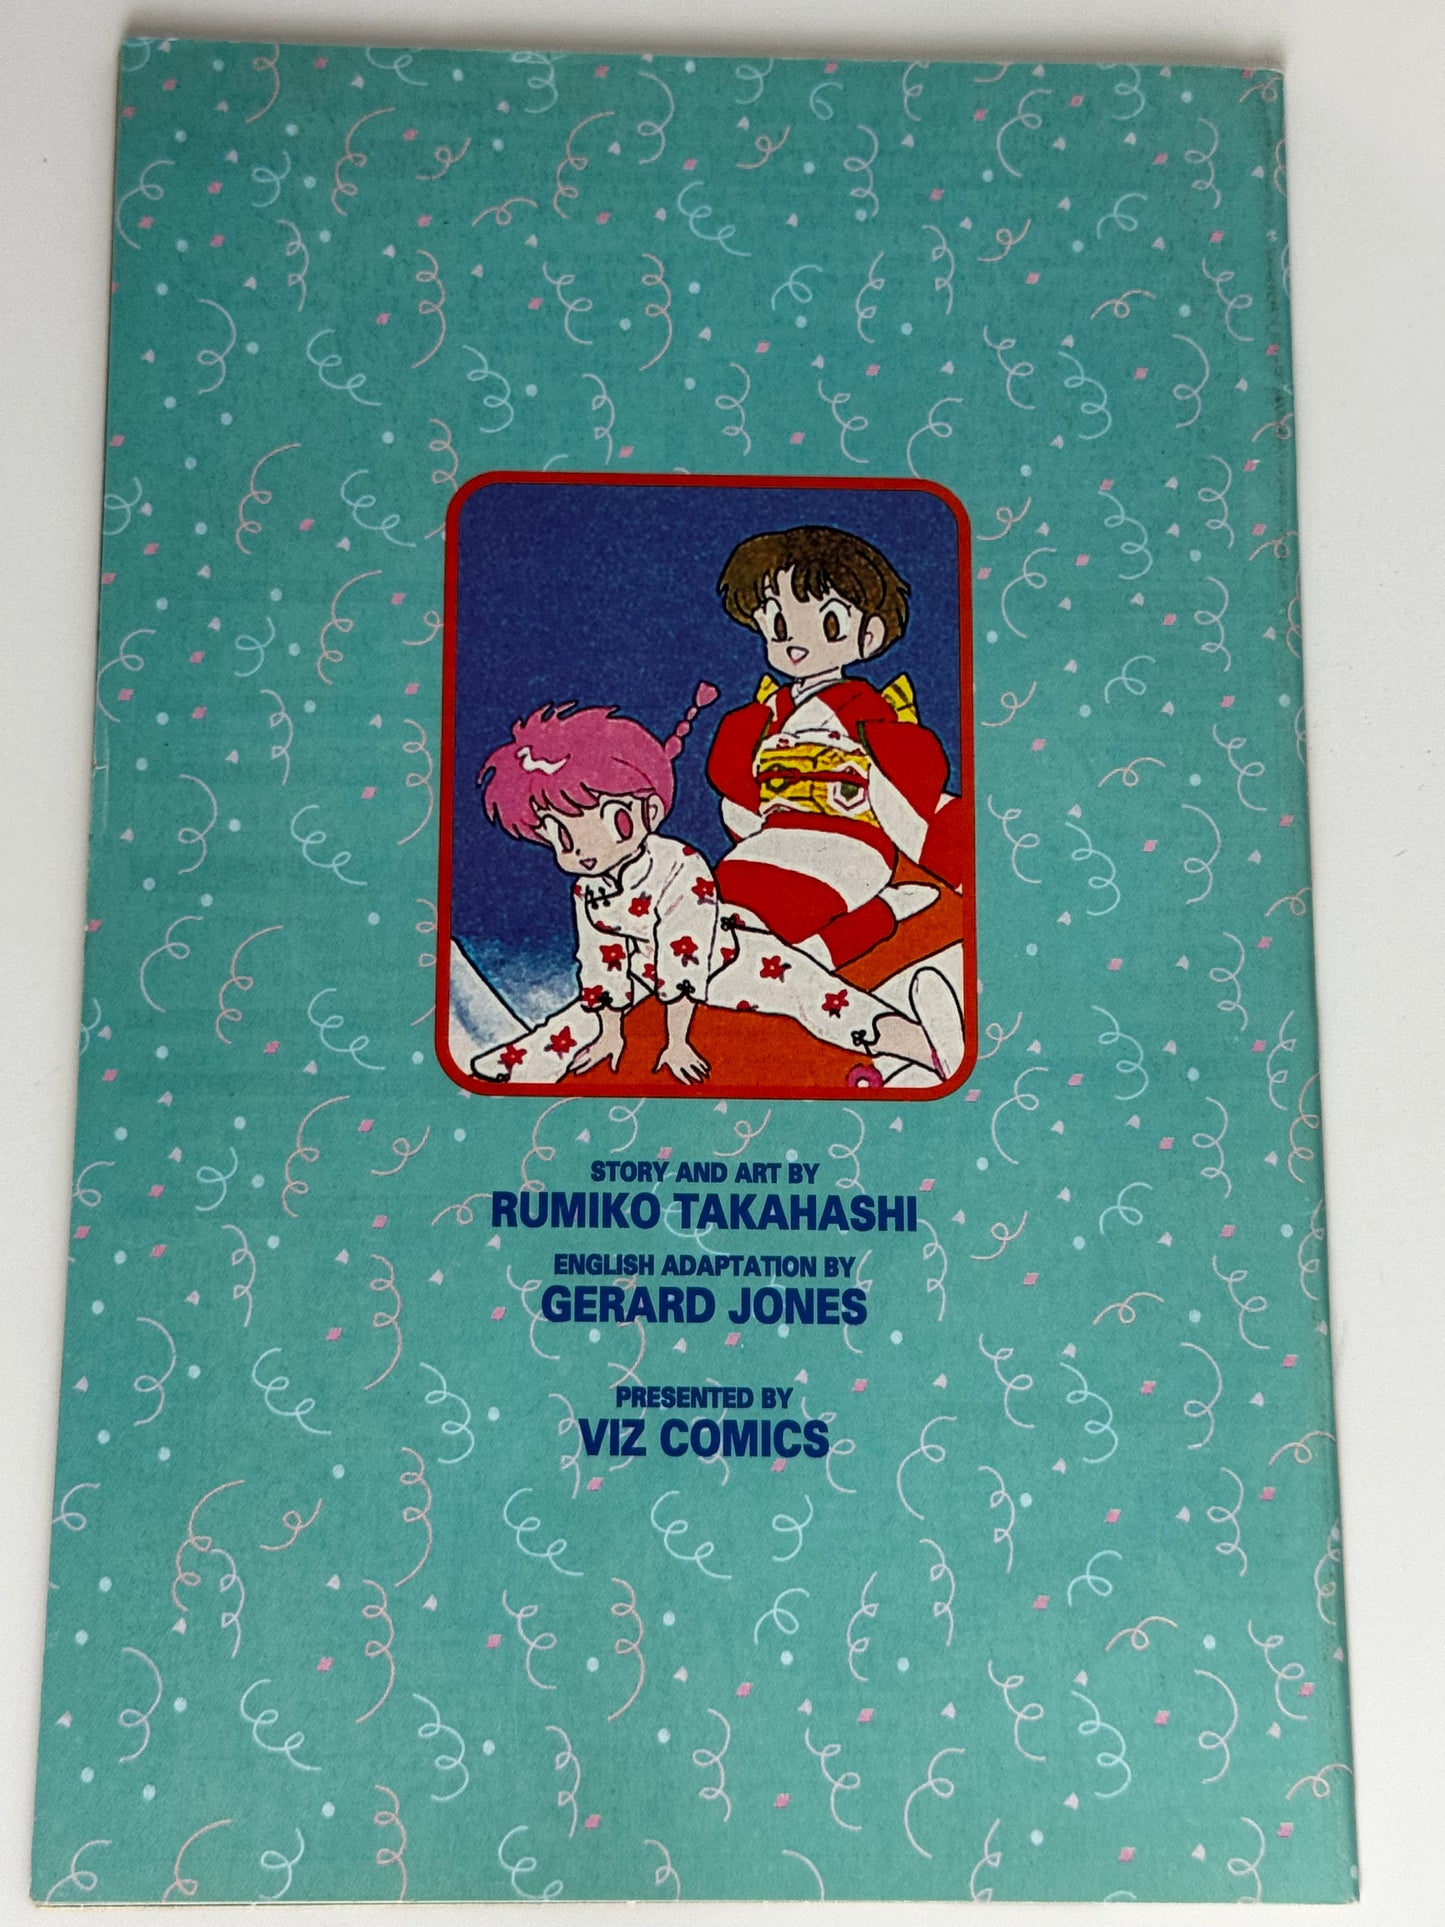 STORY AND ART BY
RUMIKO TAKAHASHI
ENGLISH ADAPTATION BY
GERARD JONES
PRESENTED BY
VIZ COMICS